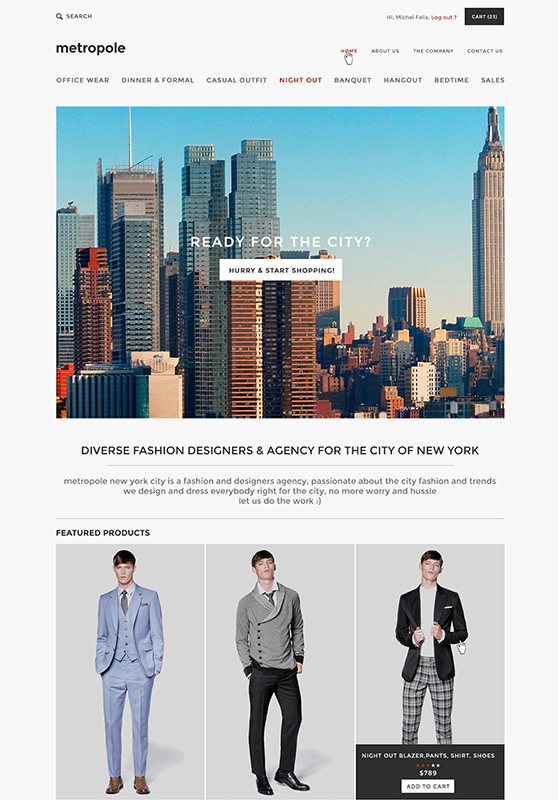 SEARCH
Hi, Michel Felix, Log out ?
CART (23)
metropole
HOME
ABOUT US
THE COMPANY
CONTACT US
OFFICE WEAR
DINNER & FORMAL
CASUAL OUTFIT
NIGHT OUT
BANQUET
HANGOUT
BEDTIME
SALES
READY FOR THE CITY?
HURRY & START SHOPPING!
DIVERSE FASHION DESIGNERS & AGENCY FOR THE CITY OF NEW YORK
metropole new york city is a fashion and designers agency, passionate about the city fashion and trends
we design and dress everybody right for the city, no more worry and hussle
let us do the work :)
FEATURED PRODUCTS
NIGHT OUT BLAZER,PANTS, SHIRT, SHOES
$789
ADD TO CART